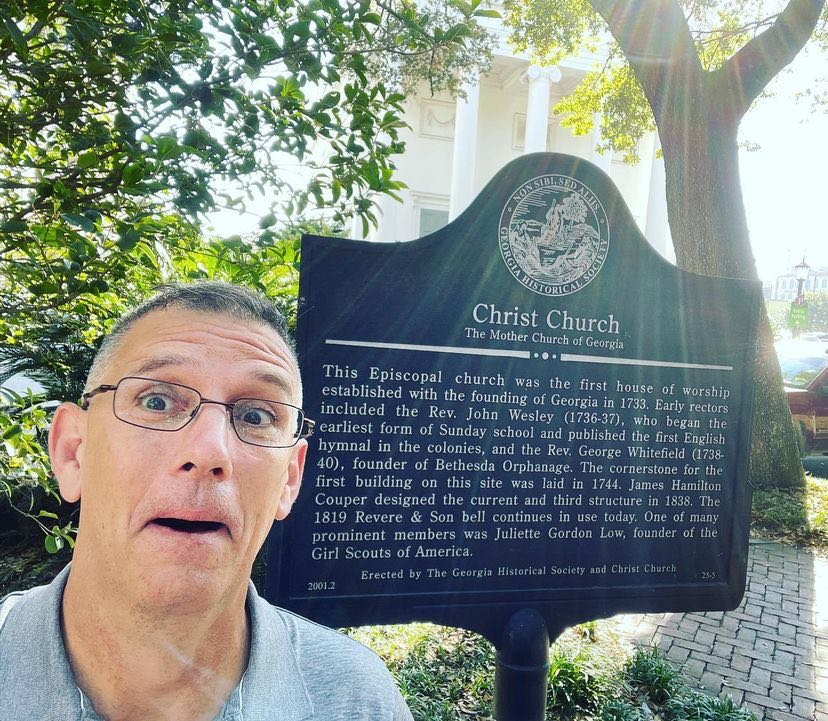 NON SIBI, SED ALIIS.
GEORGIA HISTORICAL SOCIETY
Christ Church
The Mother Church of Georgia
This Episcopal church was the first house of worship
established with the founding of Georgia in 1733. Early rectors
included the Rev. John Wesley (1736-37), who began the
earliest form of Sunday school and published the first English
hymnal in the colonies, and the Rev. George Whitefield (1738-
40), founder of Bethesda Orphanage. The cornerstone for the
first building on this site was laid in 1744. James Hamilton
Couper designed the current and third structure in 1838. The
1819 Revere & Son bell continues in use today. One of many
prominent members was Juliette Gordon Low, founder of the
Girl Scouts of America.
Erected by The Georgia Historical Society and Christ Church
2001.2 25-5